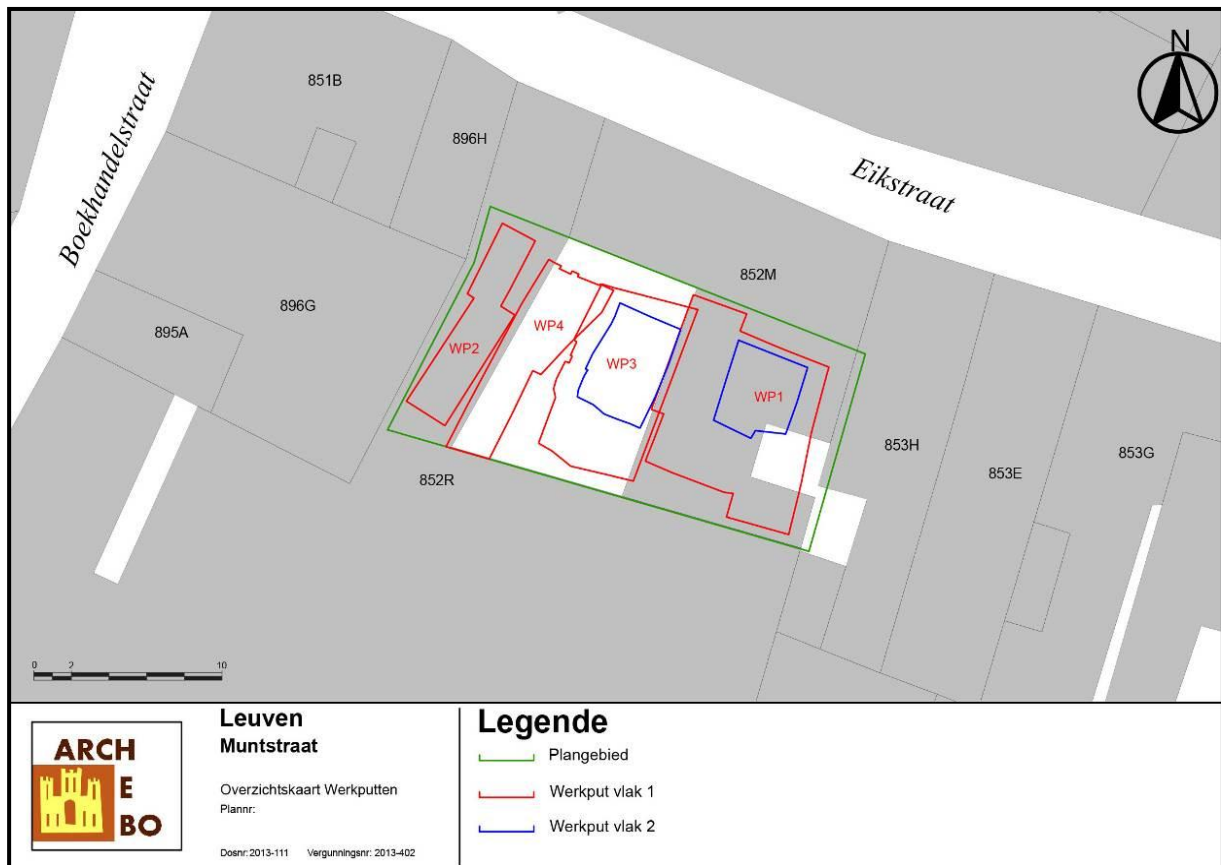 N
851B
896H
Boekhandelstraat
Eikstraat
852M
896G
895A
WP4
WP2
WP3
WP1
853H
853G
853E
852R
0 2 10
ARCH
E
BO
Leuven
Muntstraat
Overzichtskaart Werkputten
Plannr:
Dosnr: 2013-111 Vergunningsnr: 2013-402
Legende
Plangebied
Werkput vlak 1
Werkput vlak 2